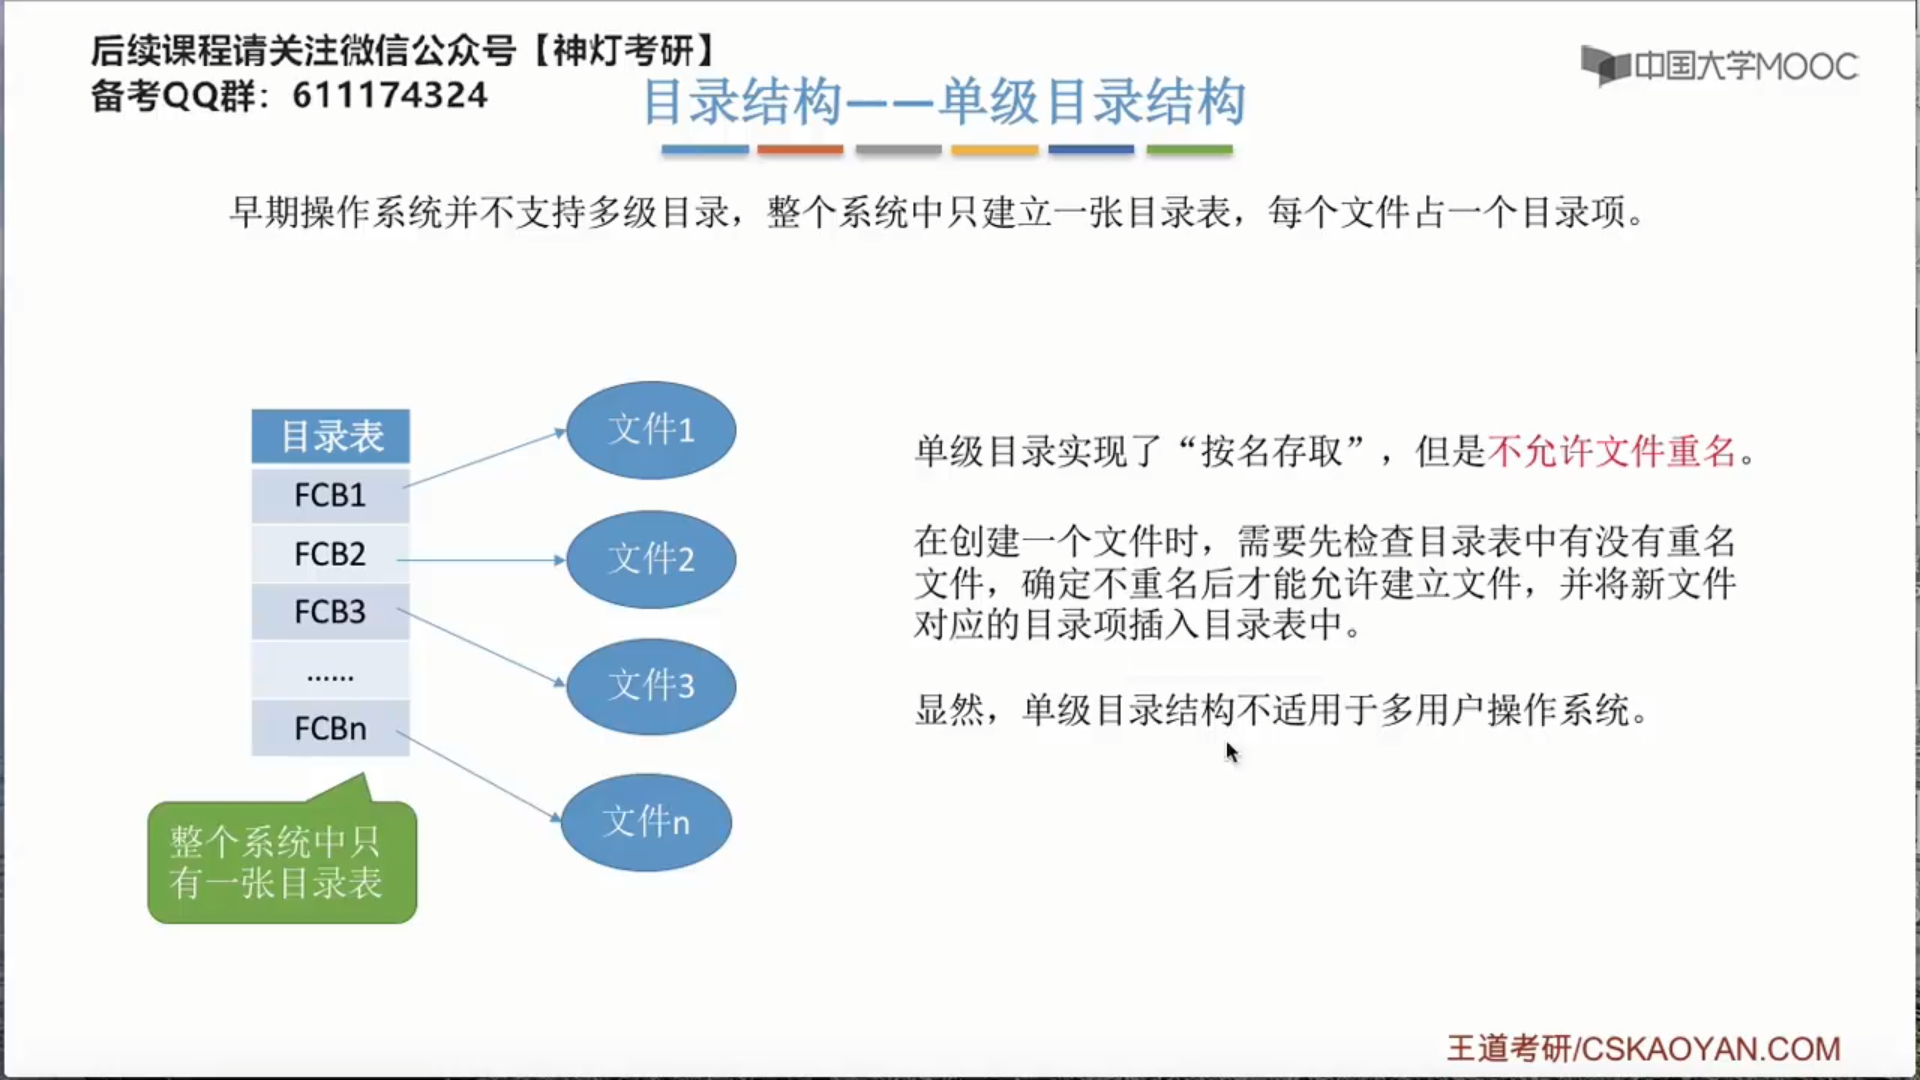 后续课程请关注微信公众号【神灯考研】
备考QQ群：611174324
中国大学MOOC
目录结构——单级目录结构
早期操作系统并不支持多级目录，整个系统中只建立一张目录表，每个文件占一个目录项。
目录表
FCB1
FCB2
FCB3
......
FCBn
文件1
文件2
文件3
文件n
整个系统中只
有一张目录表
单级目录实现了“按名存取”，但是不允许文件重名。
在创建一个文件时，需要先检查目录表中有没有重名
文件，确定不重名后才能允许建立文件，并将新文件
对应的目录项插入目录表中。
显然，单级目录结构不适用于多用户操作系统。
王道考研/CSKAOYAN.COM